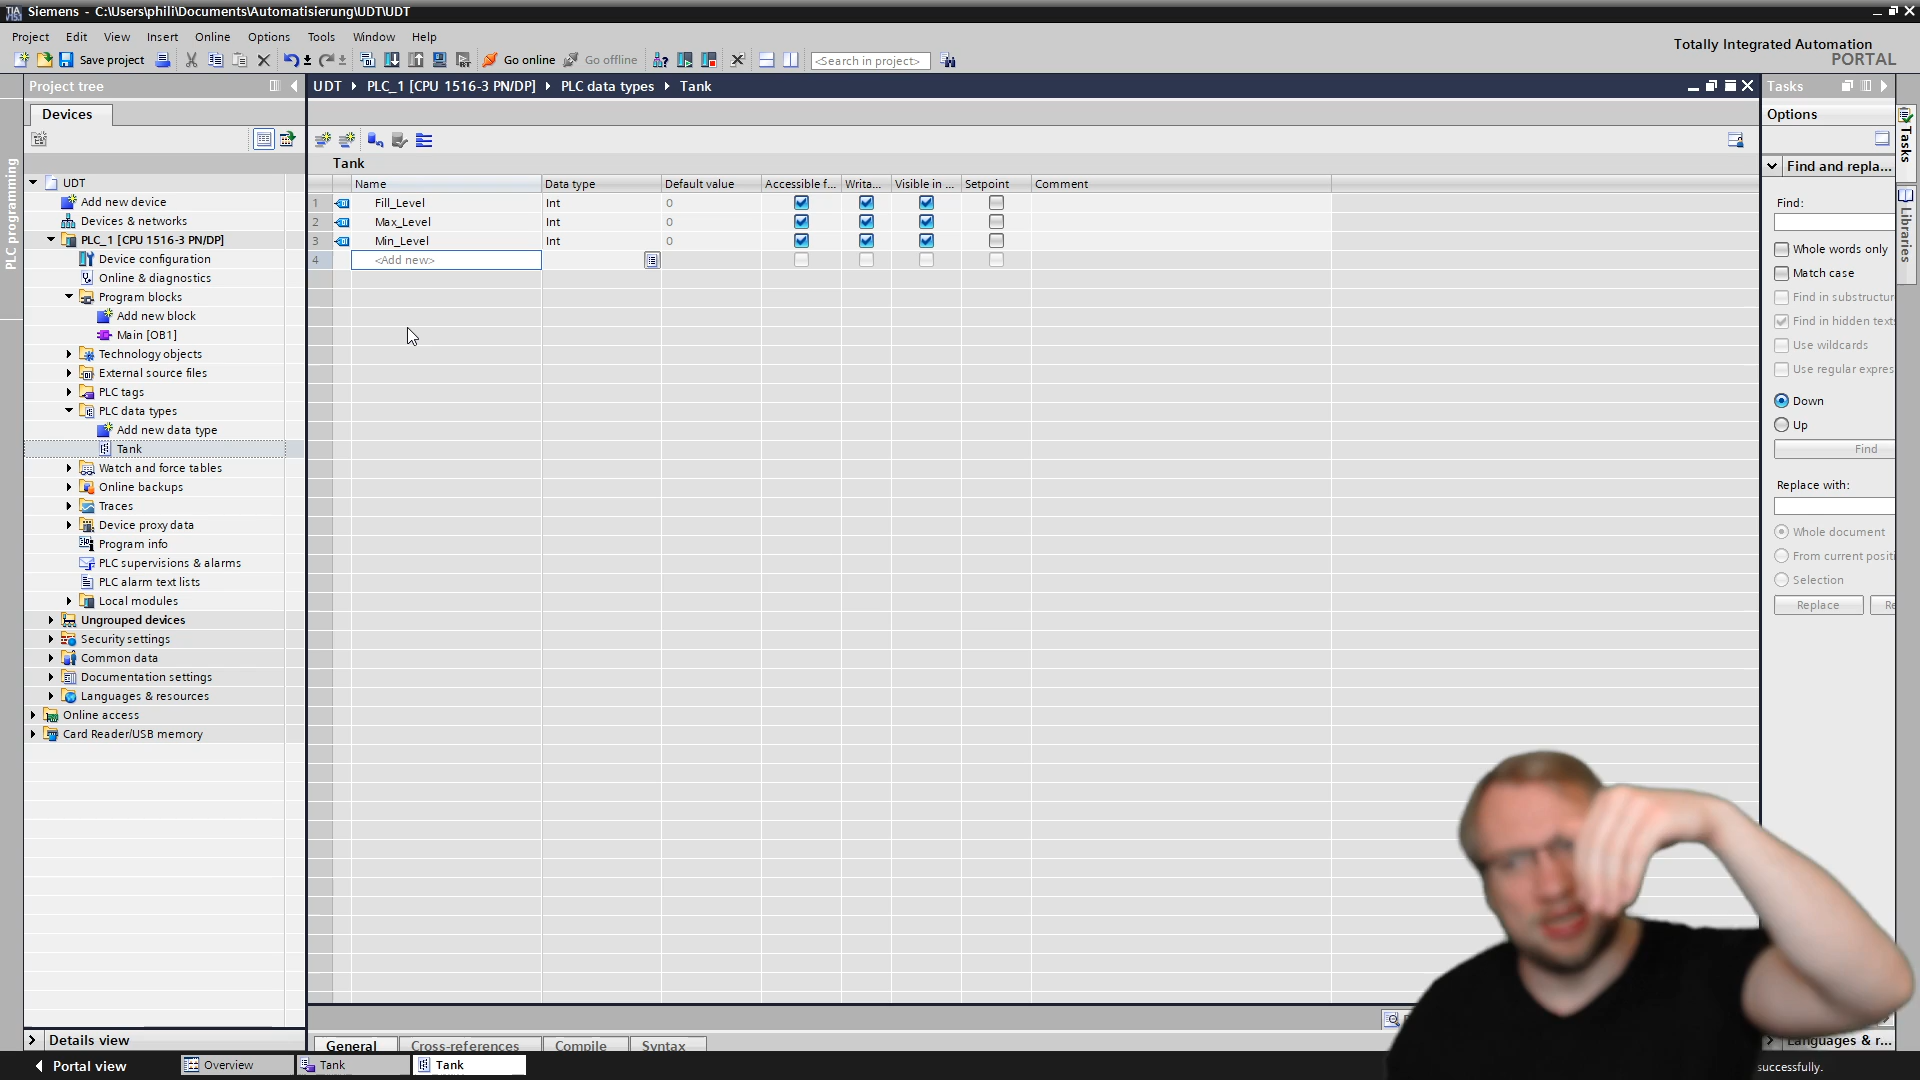 Siemens - C:\Users\phili\Documents\Automatisierung\UDT\UDT
Project Edit View Insert Online Options Tools Window Help
Totally Integrated Automation
PORTAL
Save project Go online Go offline <Search in project>
Project tree
UDT PLC_1 [CPU 1516-3 PN/DP] PLC data types Tank
Tasks
Devices
Options
PLC programming
Tank
Name Data type Default value Accessible f... Writa... Visible in ... Setpoint Comment
1 Fill_Level Int 0
2 Max_Level Int 0
3 Min_Level Int 0
4 <Add new>
UDT
Add new device
Devices & networks
PLC_1 [CPU 1516-3 PN/DP]
Device configuration
Online & diagnostics
Program blocks
Add new block
Main [OB1]
Technology objects
External source files
PLC tags
PLC data types
Add new data type
Tank
Watch and force tables
Online backups
Traces
Device proxy data
Program info
PLC supervisions & alarms
PLC alarm text lists
Local modules
Ungrouped devices
Security settings
Common data
Documentation settings
Languages & resources
Online access
Card Reader/USB memory
Find and repla...
Find:
Whole words only
Match case
Find in substructur
Find in hidden texts
Use wildcards
Use regular expres
Down
Up
Find
Replace with:
Whole document
From current positi
Selection
Replace Re
Tasks
Libraries
Languages & r...
Details view
General Cross-references Compile Syntax
Portal view Overview Tank Tank
successfully.